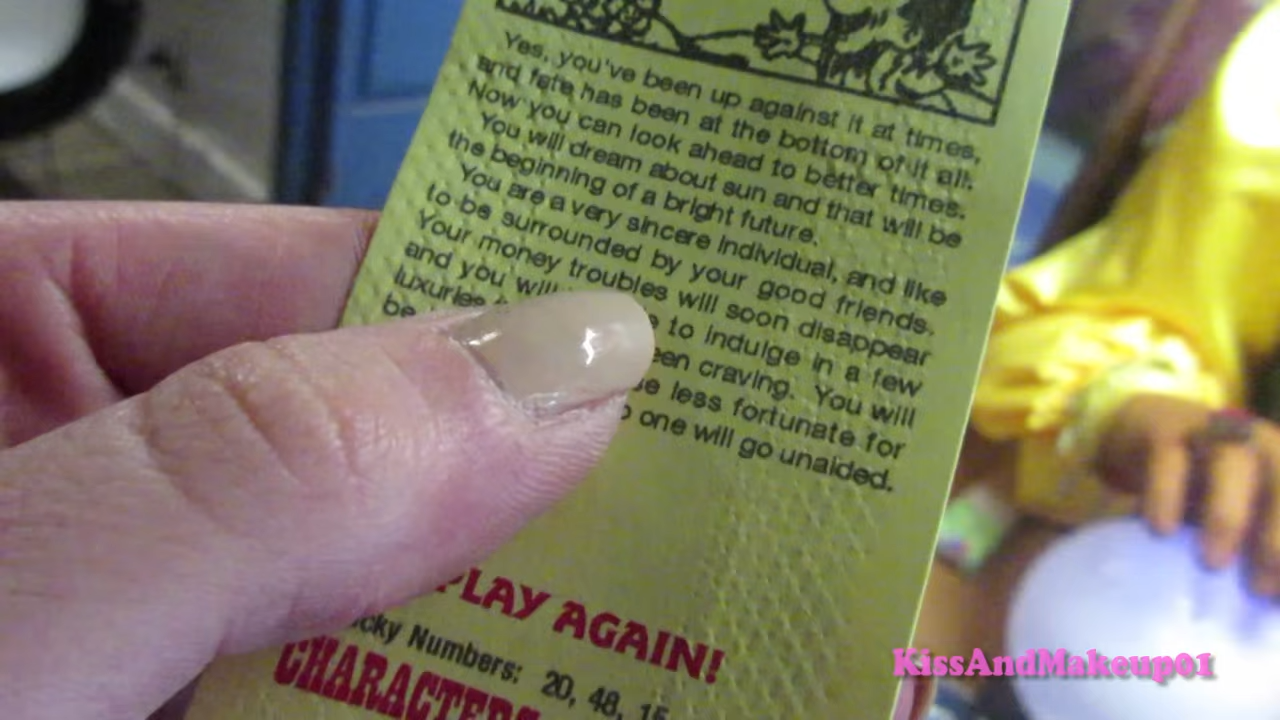 Yes, you've been up against it at times,
and fate has been at the bottom of it all.
Now you can look ahead to better times.
You will dream about sun and that will be
the beginning of a bright future.
You are a very sincere individual, and like
to be surrounded by your good friends.
Your money troubles will soon disappear
and you will to indulge in a few
luxuries craving. You will
be less fortunate for
one will go unaided.
PLAY AGAIN!
Numbers: 20, 48, 15
KissAndMakeup01